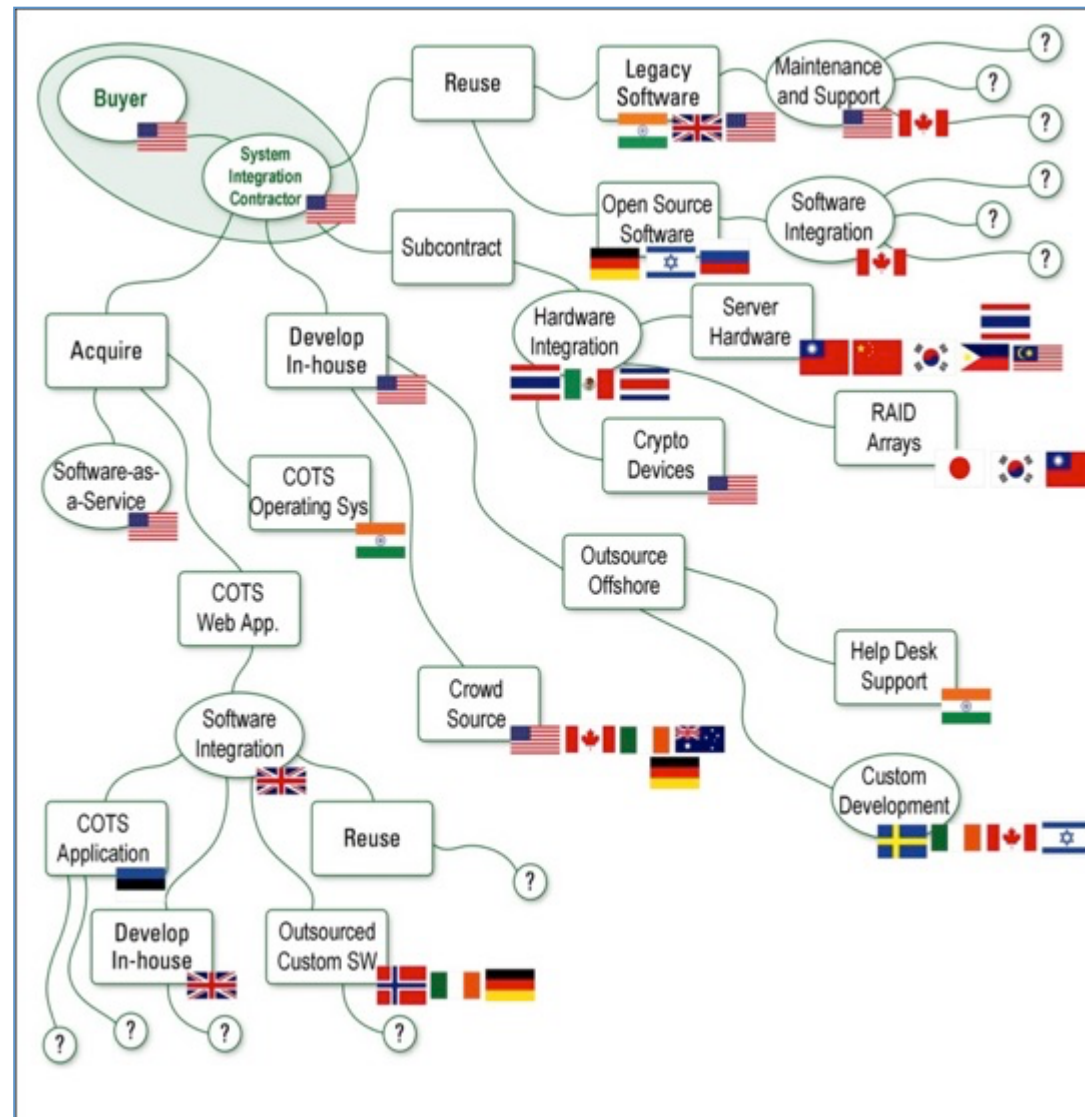 Buyer
System
Integration
Contractor
Reuse
Legacy
Software
Maintenance
and Support
?
?
?
Open Source
Software
Software
Integration
?
?
?
Subcontract
Hardware
Integration
Server
Hardware
RAID
Arrays
Crypto
Devices
Acquire
Develop
In-house
Software-as-
a-Service
COTS
Operating Sys
COTS
Web App.
Outsource
Offshore
Help Desk
Support
Crowd
Source
Custom
Development
Software
Integration
COTS
Application
Reuse
?
Develop
In-house
Outsourced
Custom SW
?
?
?
?